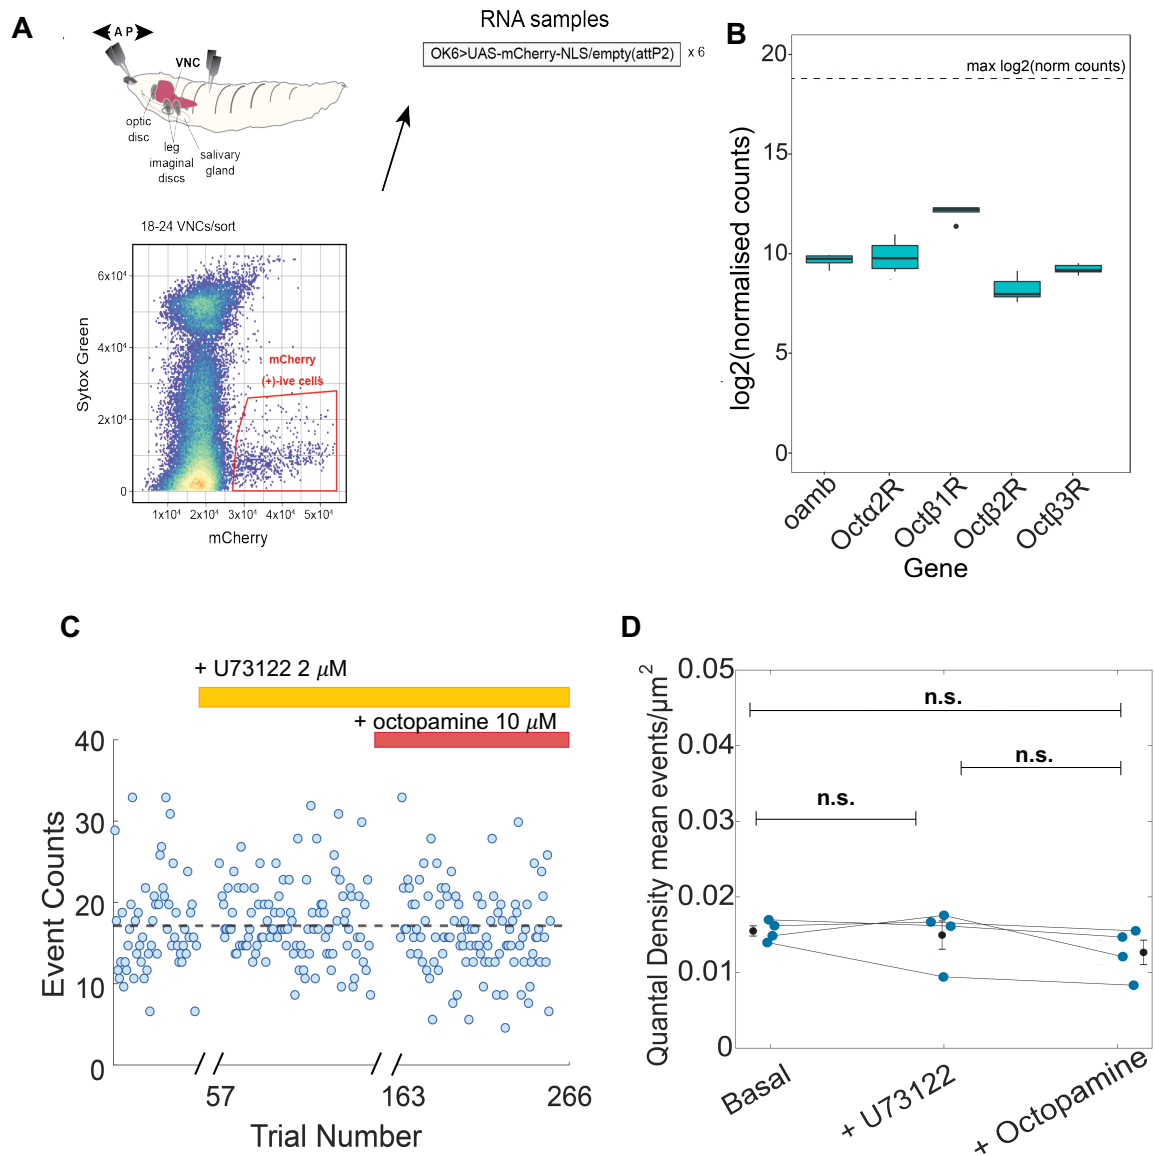 A
A P
VNC
optic
disc
leg
imaginal
discs
salivary
gland
RNA samples
OK6>UAS-mCherry-NLS/empty(attP2) x 6
18-24 VNCs/sort
Sytox Green
6x10⁴
4x10⁴
2x10⁴
0
mCherry
(+)-ive cells
1x10⁴ 2x10⁴ 3x10⁴ 4x10⁴ 5x10⁴
mCherry
B
log2(normalised counts)
20
15
10
5
0
max log2(norm counts)
oamb Octα2R Octβ1R Octβ2R Octβ3R
Gene
C
+ U73122 2 μM
+ octopamine 10 μM
Event Counts
40
30
20
10
0
57 163 266
Trial Number
D
Quantal Density mean events/μm²
0.05
0.04
0.03
0.02
0.01
0
n.s.
n.s.
n.s.
Basal + U73122 + Octopamine